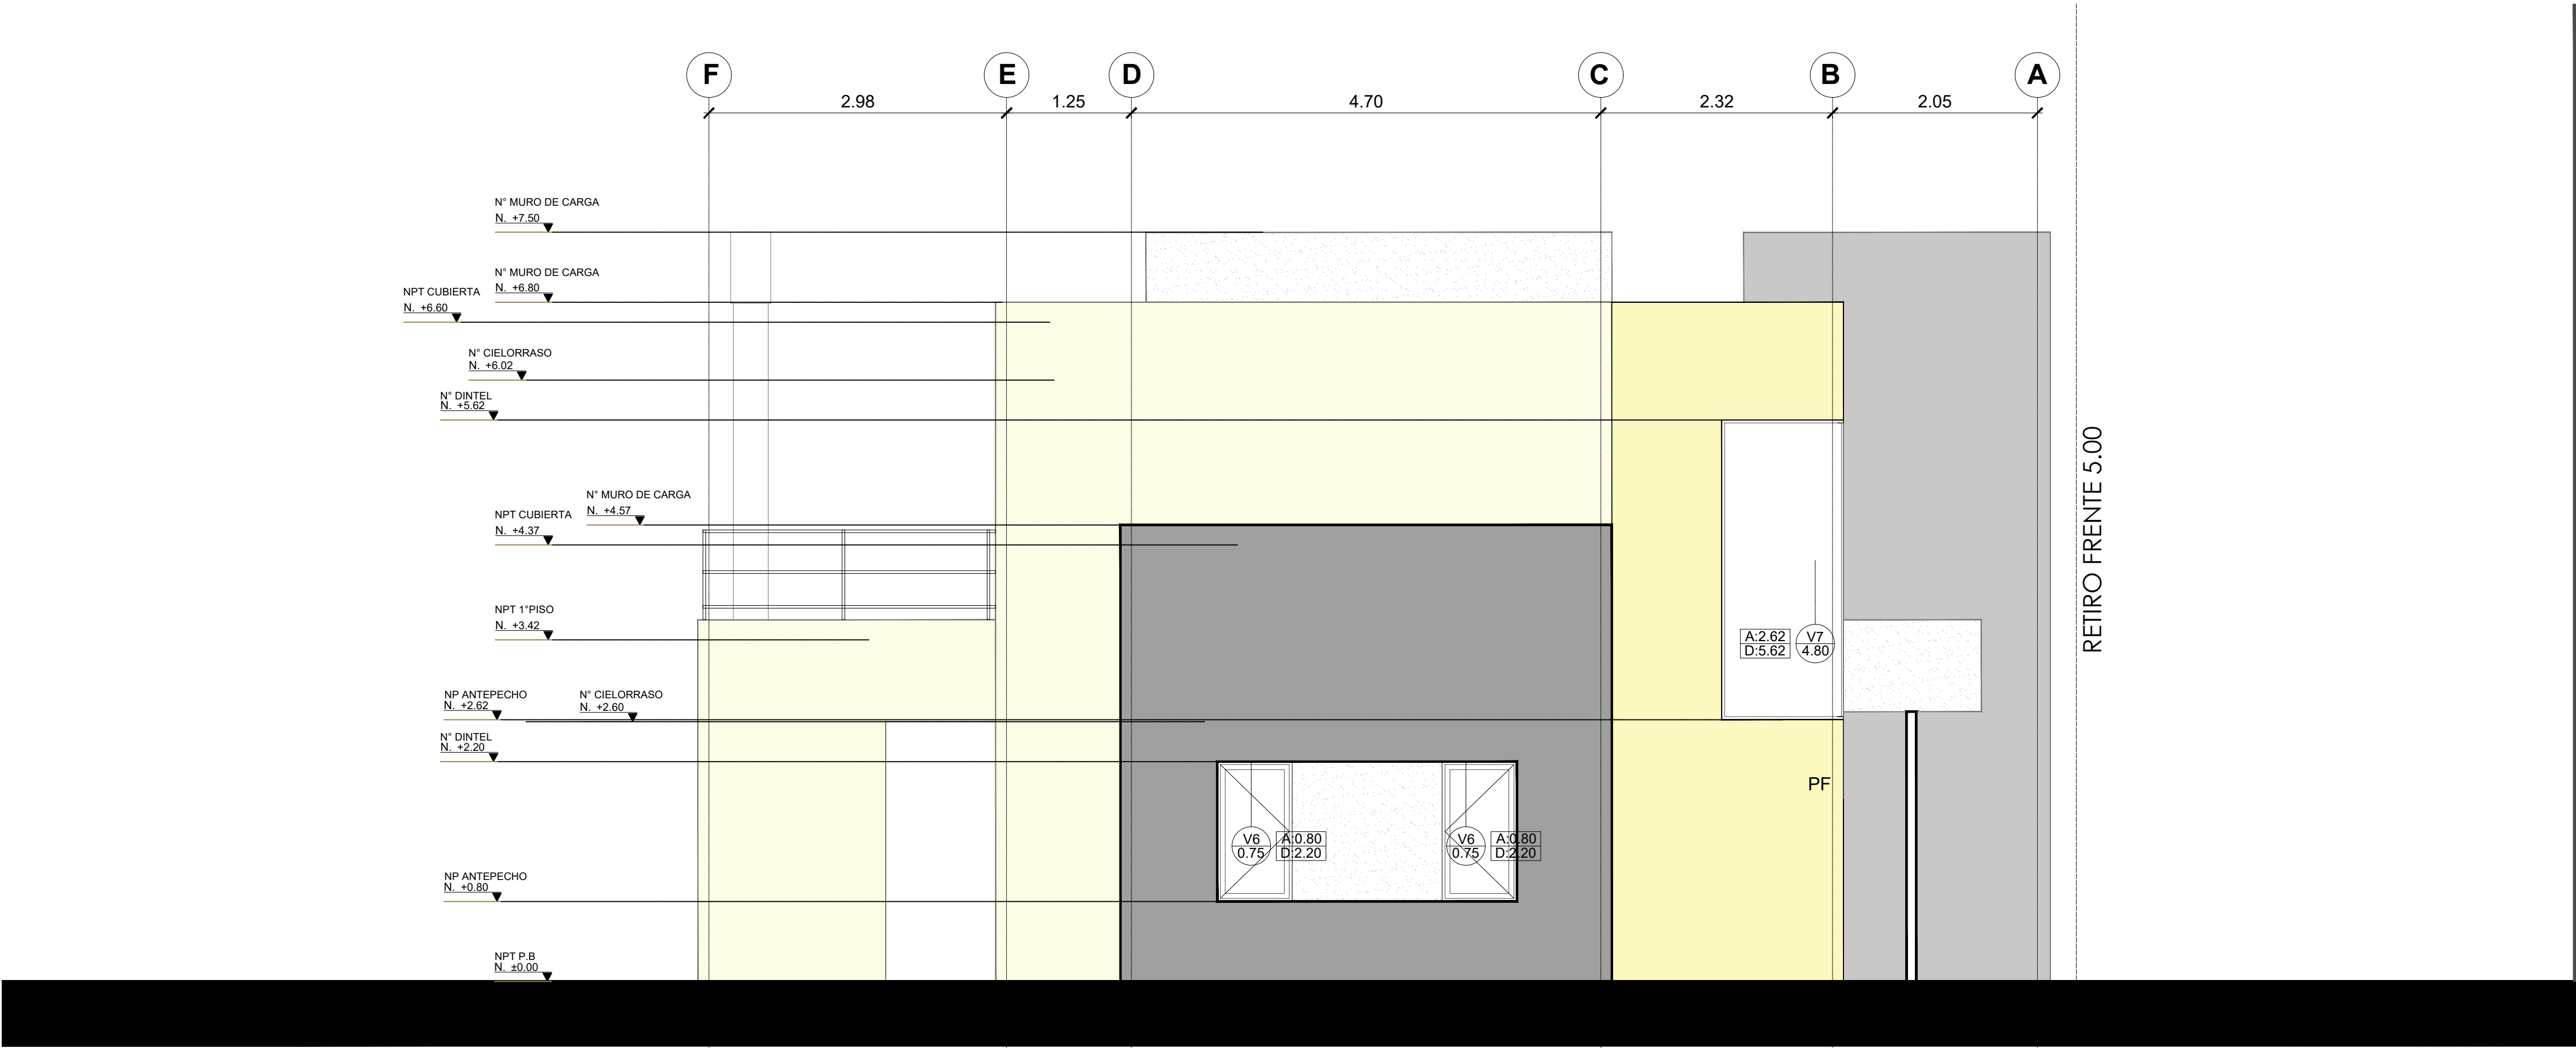 F E D C B A
2.98 1.25 4.70 2.32 2.05
N° MURO DE CARGA
N. +7.50
N° MURO DE CARGA
N. +6.80
NPT CUBIERTA
N. +6.60
N° CIELORRASO
N. +6.02
N° DINTEL
N. +5.62
N° MURO DE CARGA
N. +4.57
NPT CUBIERTA
N. +4.37
NPT 1°PISO
N. +3.42
NP ANTEPECHO
N. +2.62
N° CIELORRASO
N. +2.60
N° DINTEL
N. +2.20
NP ANTEPECHO
N. +0.80
NPT P.B
N. ±0.00
A:2.62
D:5.62
V7
4.80
PF
V6
0.75
A:0.80
D:2.20
V6
0.75
A:0.80
D:2.20
RETIRO FRENTE 5.00